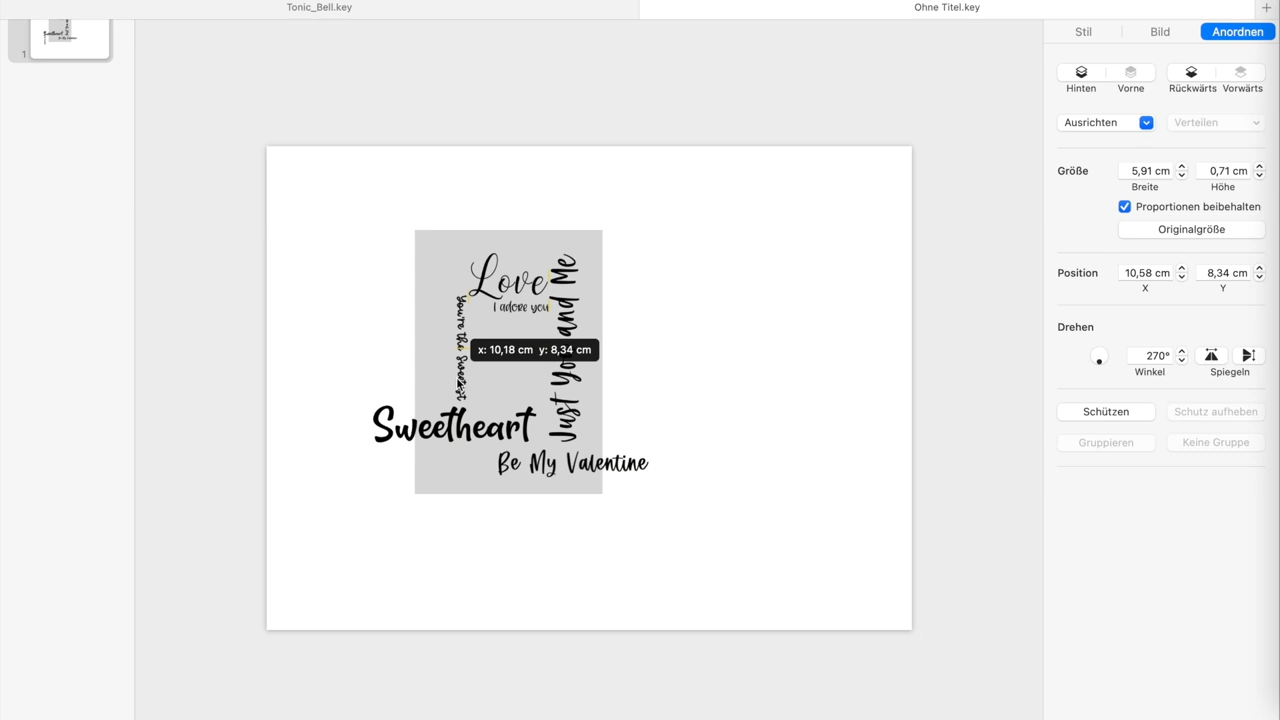 Tonic_Bell.key
Ohne Titel.key
Stil
Bild
Anordnen
1
Hinten
Vorne
Rückwärts
Vorwärts
Ausrichten
Verteilen
Größe
5,91 cm
0,71 cm
Breite
Höhe
Proportionen beibehalten
Originalgröße
Position
10,58 cm
8,34 cm
X
Y
Drehen
270°
Winkel
Spiegeln
Schützen
Schutz aufheben
Gruppieren
Keine Gruppe
Love
I adore you
You're the Sweetest
Just You and Me
x: 10,18 cm y: 8,34 cm
Sweetheart
Be My Valentine